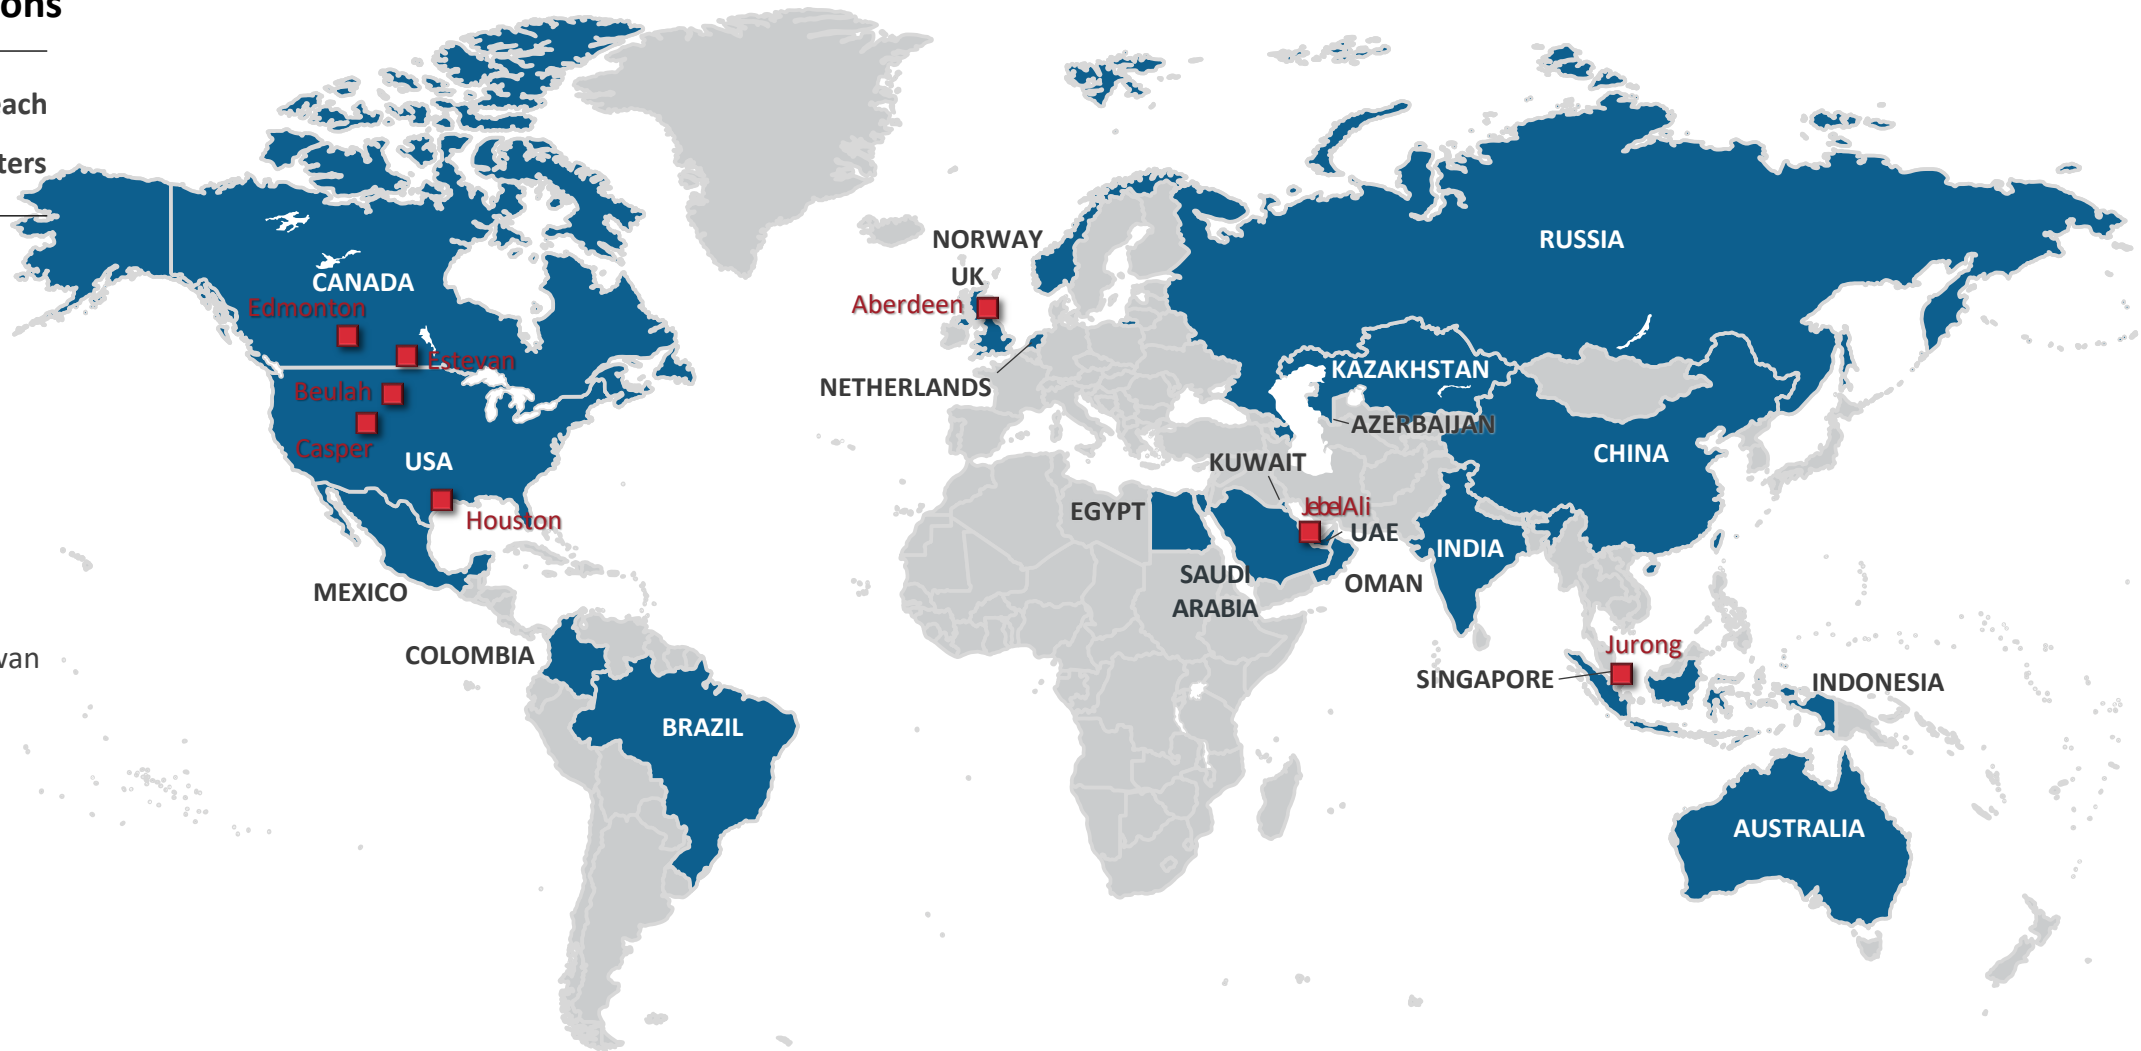 ons
each
ters
van
CANADA
Edmonton
Estevan
Beulah
Casper
USA
Houston
MEXICO
COLOMBIA
BRAZIL
NORWAY
UK
Aberdeen
NETHERLANDS
RUSSIA
KAZAKHSTAN
AZERBAIJAN
CHINA
KUWAIT
EGYPT
JebelAli
UAE
INDIA
SAUDI
ARABIA
OMAN
Jurong
SINGAPORE
INDONESIA
AUSTRALIA